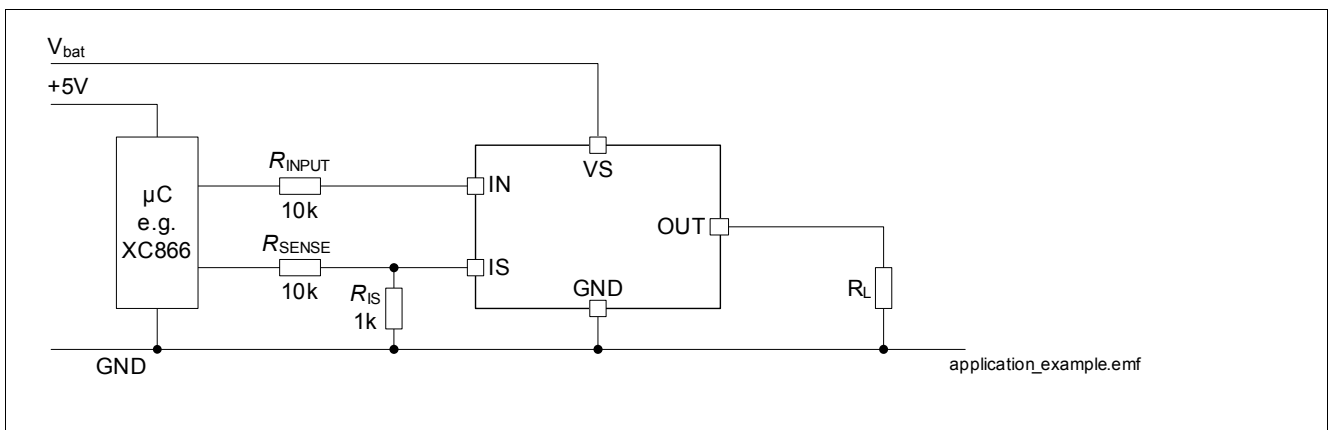 Vbat
+5V
RINPUT
10k
VS
IN
µC
e.g.
XC866
OUT
RSENSE
10k
IS
RIS
1k
GND
RL
GND
application_example.emf